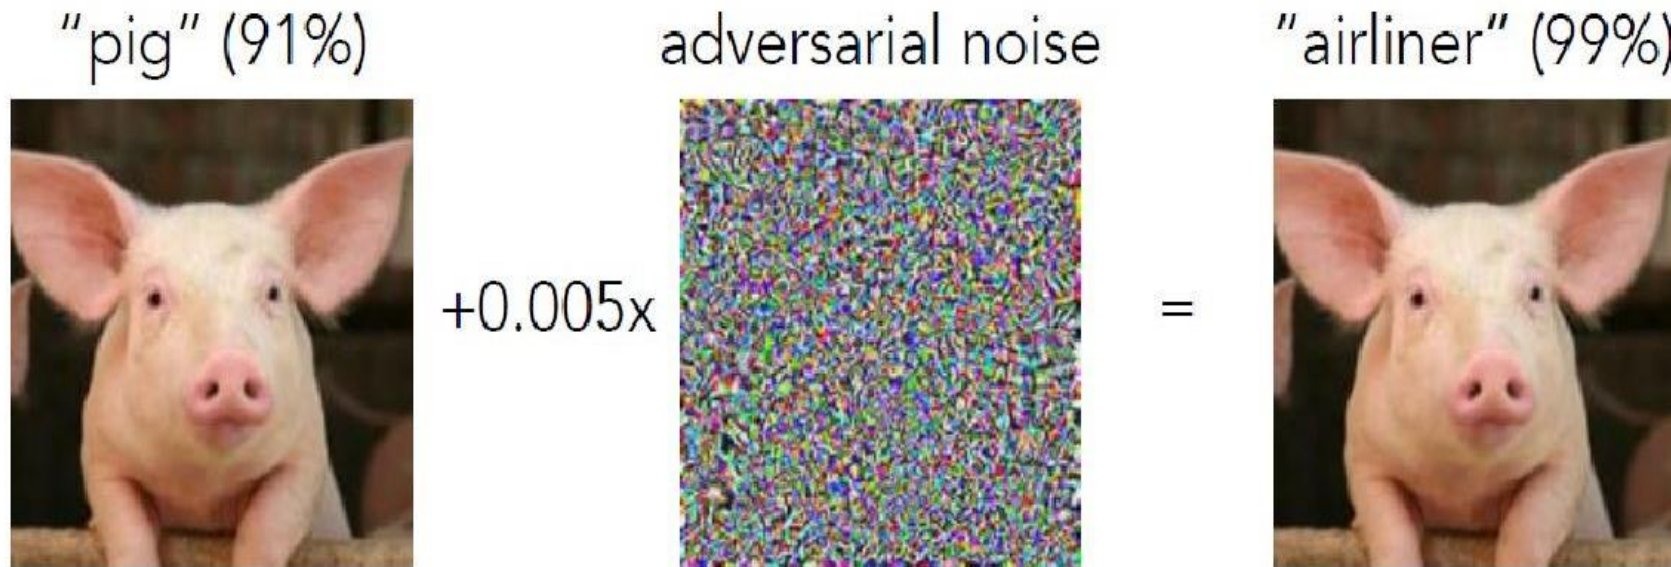 “pig” (91%)
adversarial noise
”airliner” (99%)
+0.005x
=